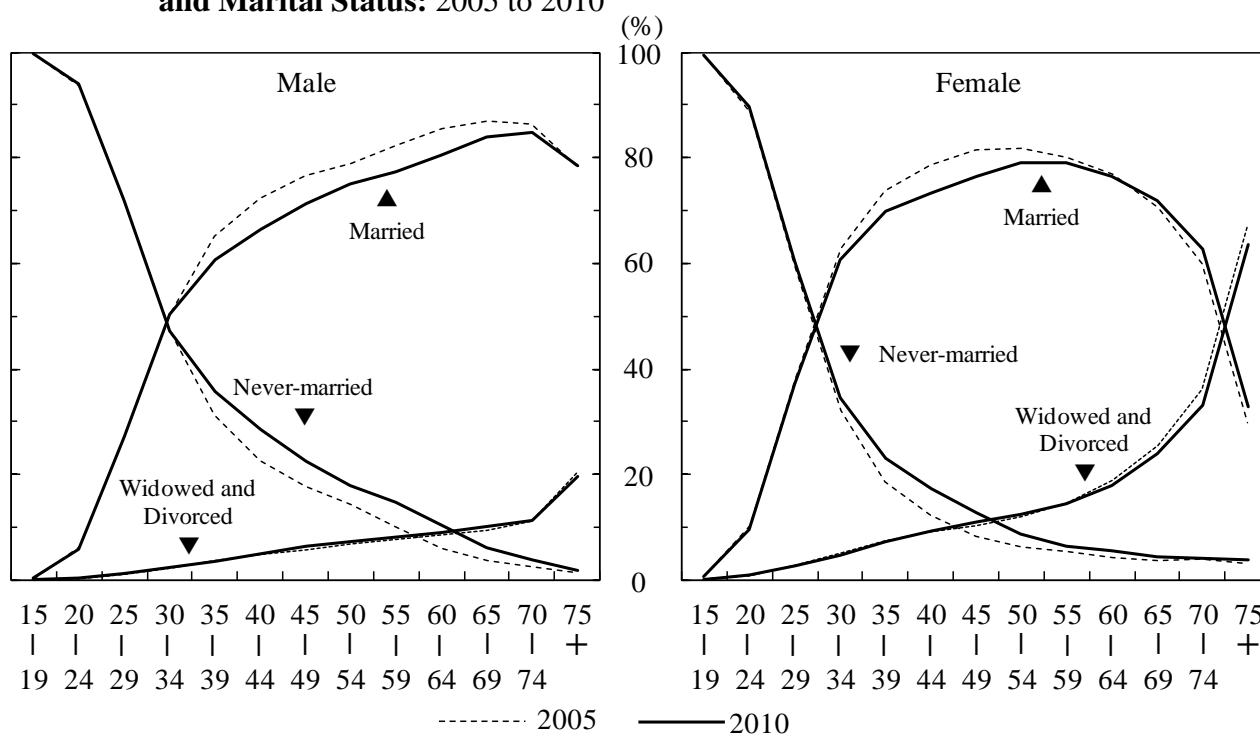 and Marital Status: 2005 to 2010
(%)
Male
Female
100
80
60
40
20
0
Married
Never-married
Widowed and
Divorced
Married
Never-married
Widowed and
Divorced
15 20 25 30 35 40 45 50 55 60 65 70 75
| | | | | | | | | | | | +
19 24 29 34 39 44 49 54 59 64 69 74
15 20 25 30 35 40 45 50 55 60 65 70 75
| | | | | | | | | | | | +
19 24 29 34 39 44 49 54 59 64 69 74
2005 2010